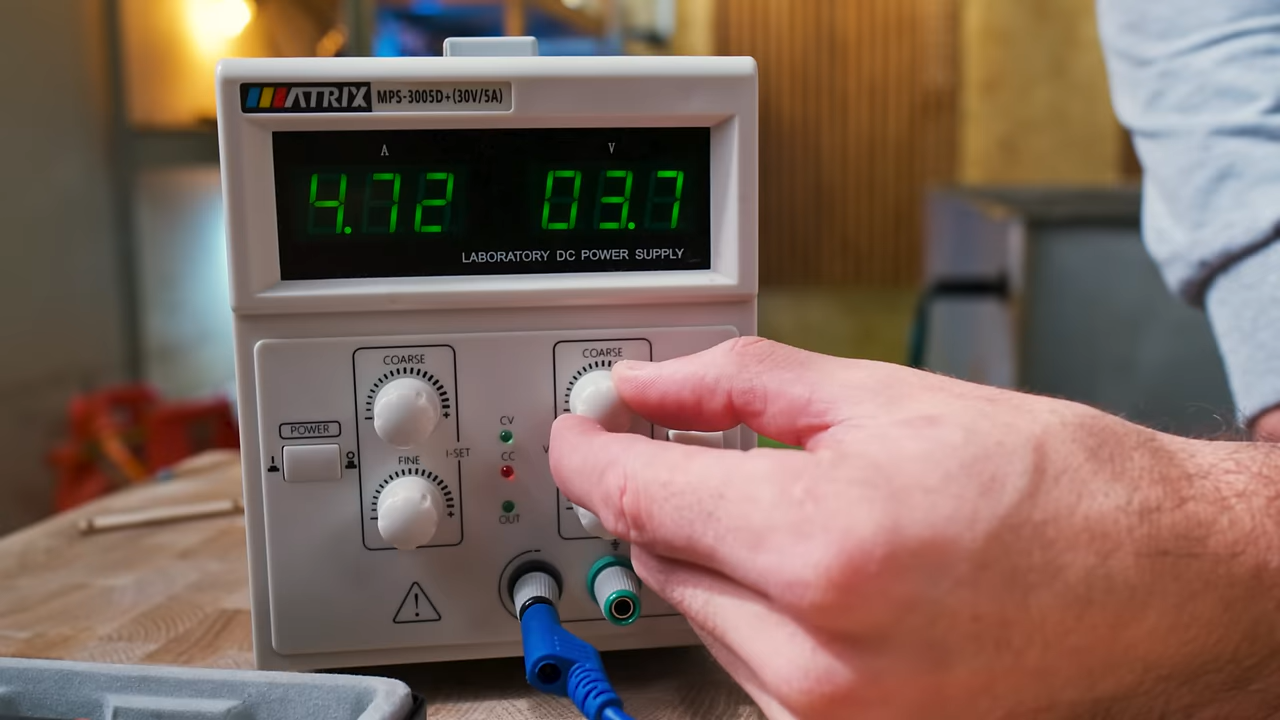 MATRIX MPS-3005D+(30V/5A)
A V
4.72 03.7
LABORATORY DC POWER SUPPLY
COARSE COARSE
- +
POWER
I O
FINE
I-SET
- +
CV
CC
OUT
V